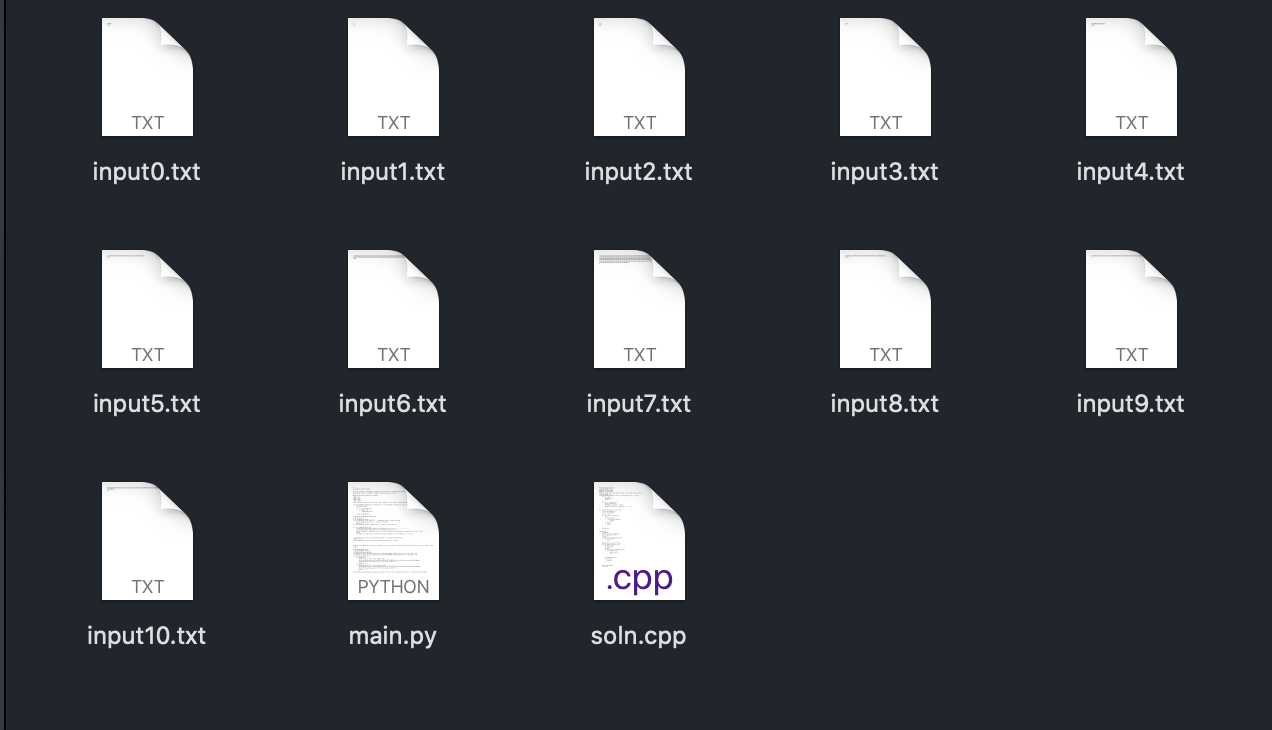 TXT TXT TXT TXT TXT
input0.txt input1.txt input2.txt input3.txt input4.txt
TXT TXT TXT TXT TXT
input5.txt input6.txt input7.txt input8.txt input9.txt
TXT PYTHON .cpp
input10.txt main.py soln.cpp